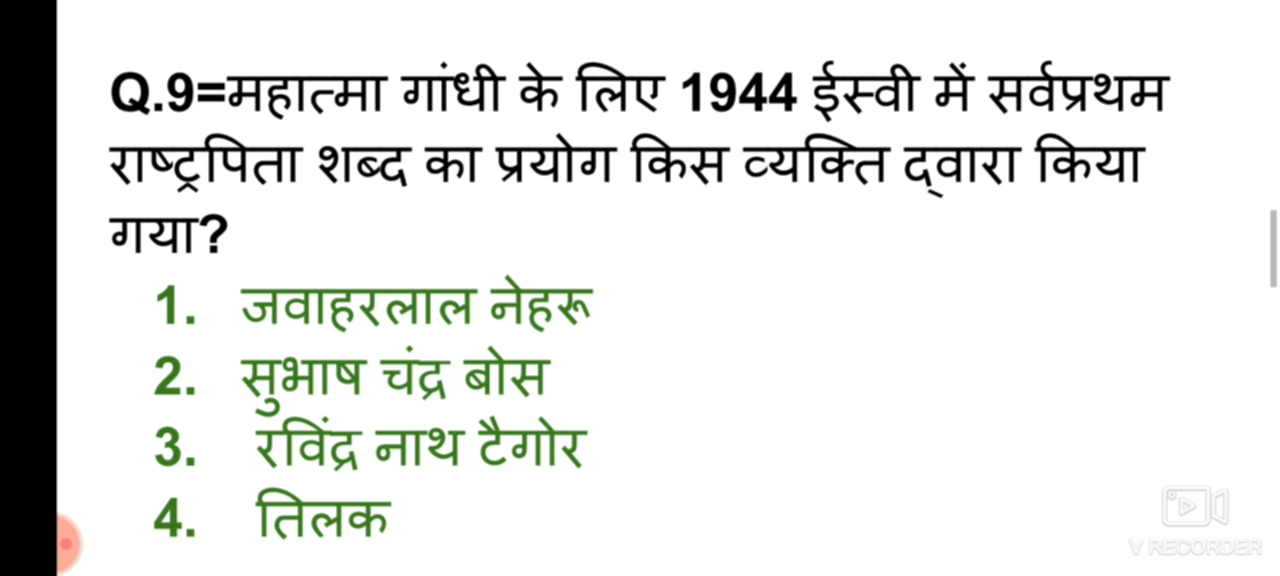 Q.9=महात्मा गांधी के लिए 1944 ईस्वी में सर्वप्रथम
राष्ट्रपिता शब्द का प्रयोग किस व्यक्ति द्वारा किया
गया?
1. जवाहरलाल नेहरू
2. सुभाष चंद्र बोस
3. रविंद्र नाथ टैगोर
4. तिलक
V RECORDER